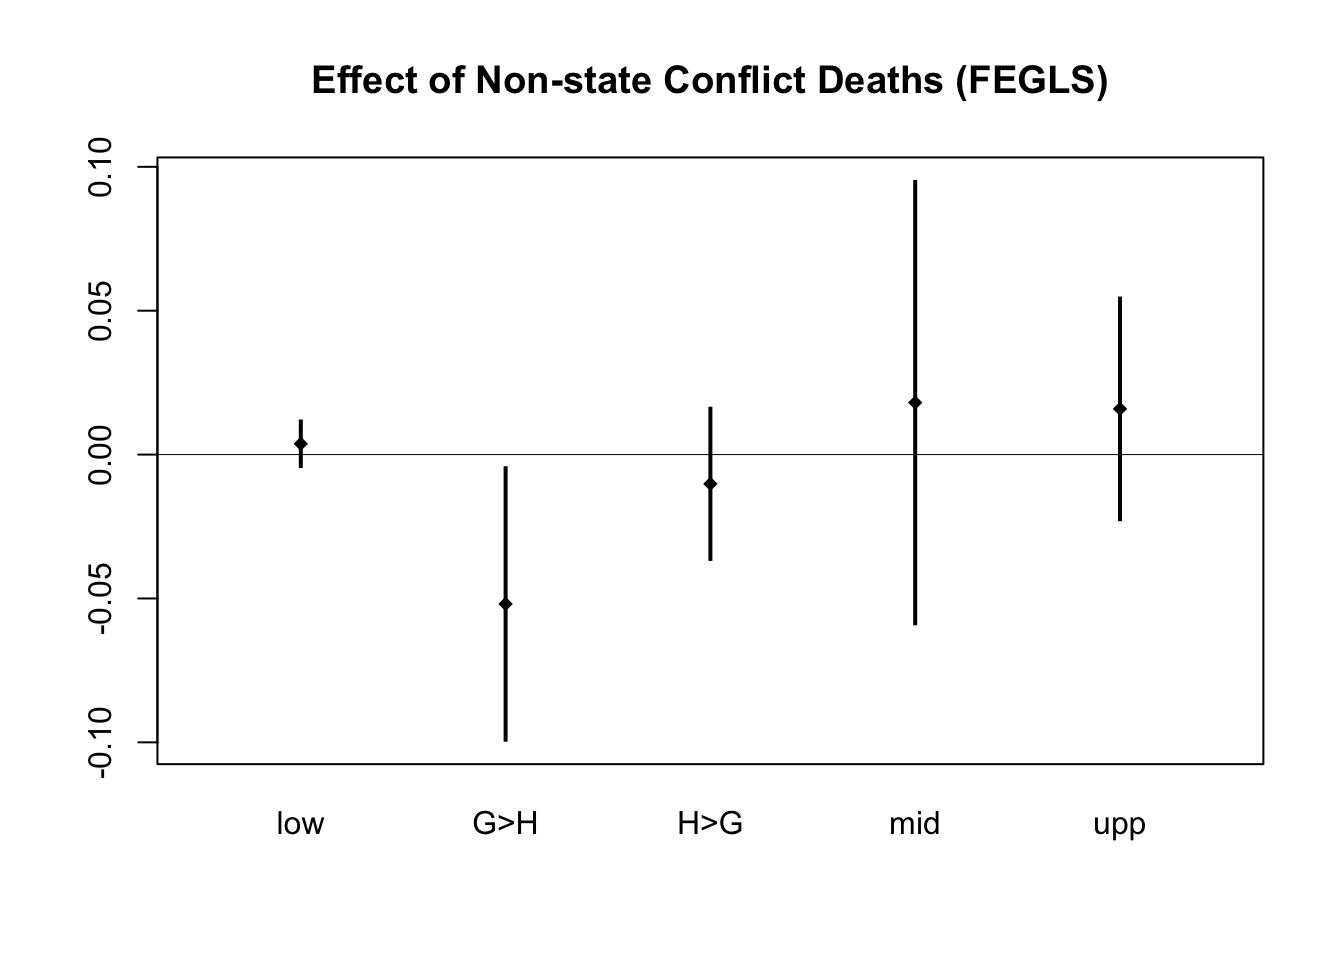 Effect of Non-state Conflict Deaths (FEGLS)
0.10
0.05
0.00
-0.05
-0.10
low G>H H>G mid upp